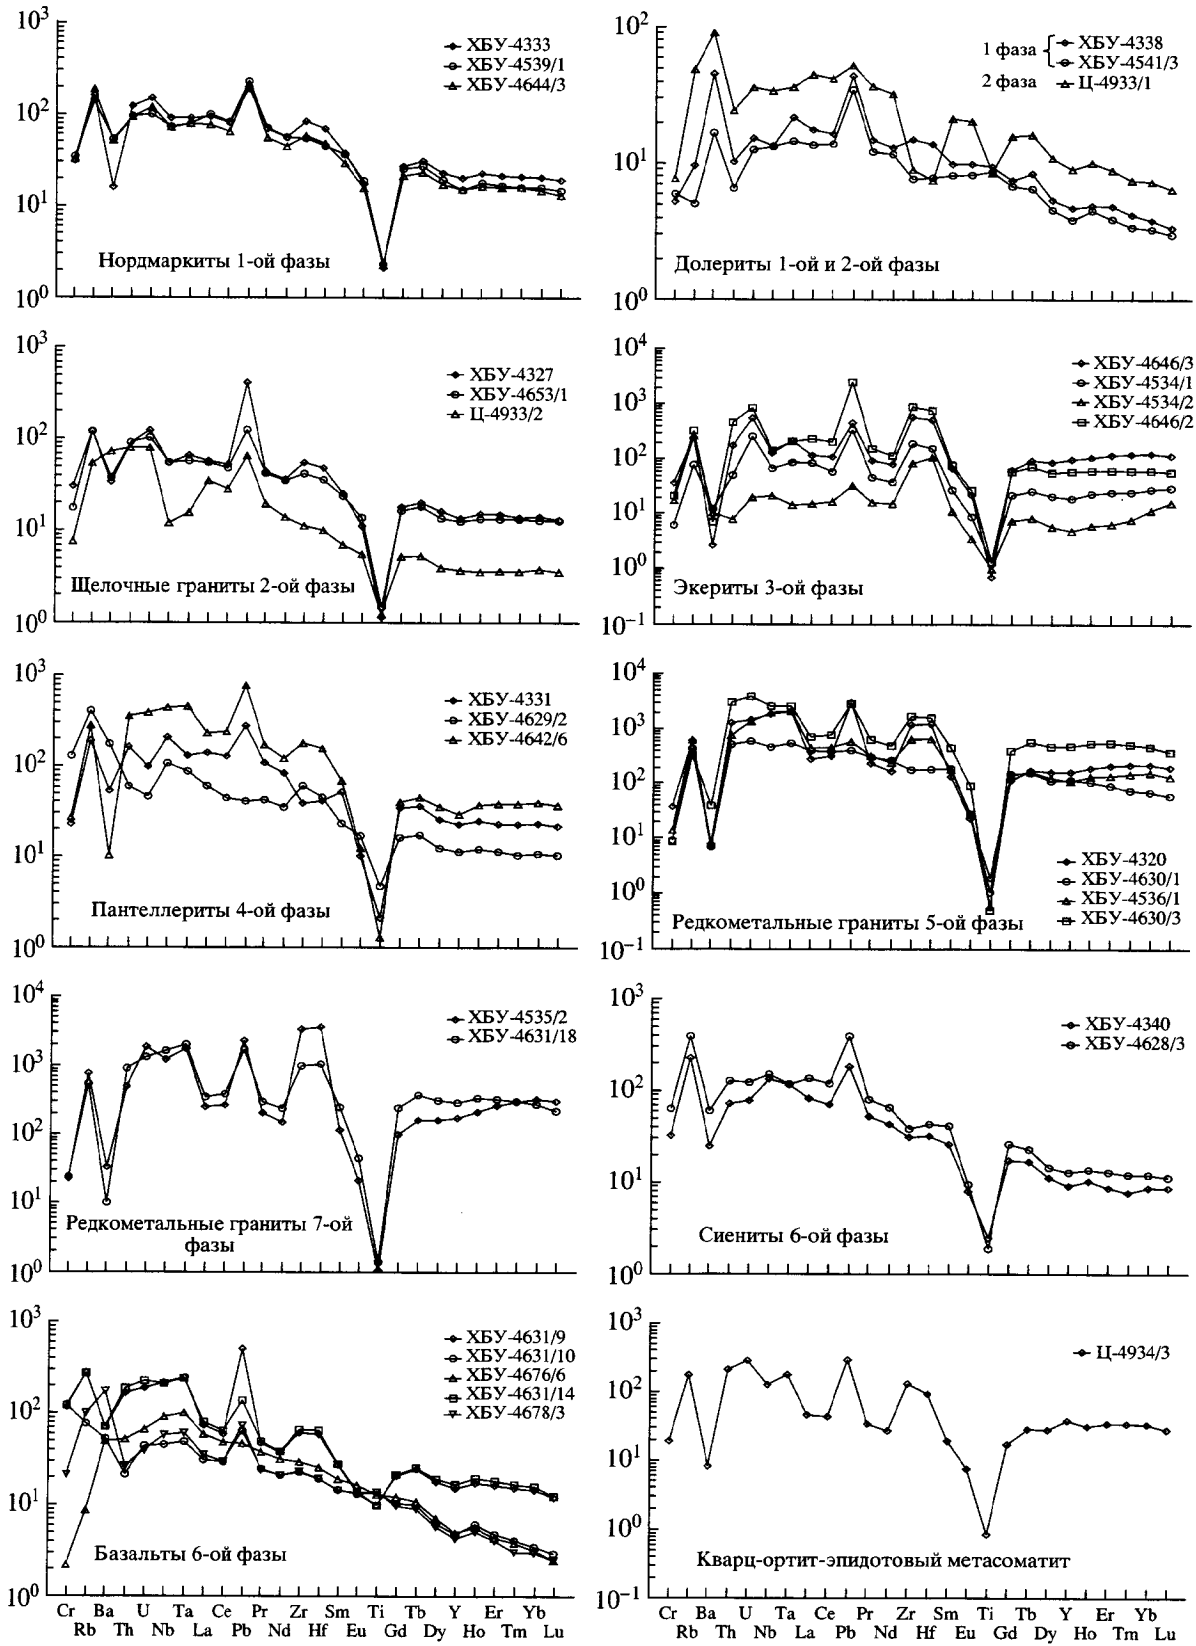 10³
10²
10¹
10⁰
ХБУ-4333
ХБУ-4539/1
ХБУ-4644/3
Нордмаркиты 1-ой фазы
10²
10¹
10⁰
1 фаза
ХБУ-4338
ХБУ-4541/3
2 фаза
Ц-4933/1
Долериты 1-ой и 2-ой фазы
10³
10²
10¹
10⁰
ХБУ-4327
ХБУ-4653/1
Ц-4933/2
Щелочные граниты 2-ой фазы
10⁴
10³
10²
10¹
10⁰
10⁻¹
ХБУ-4646/3
ХБУ-4534/1
ХБУ-4534/2
ХБУ-4646/2
Экериты 3-ой фазы
10³
10²
10¹
10⁰
ХБУ-4331
ХБУ-4629/2
ХБУ-4642/6
Пантеллериты 4-ой фазы
10⁴
10³
10²
10¹
10⁰
10⁻¹
ХБУ-4320
ХБУ-4630/1
ХБУ-4536/1
ХБУ-4630/3
Редкометальные граниты 5-ой фазы
10⁴
10³
10²
10¹
10⁰
ХБУ-4535/2
ХБУ-4631/18
Редкометальные граниты 7-ой
фазы
10³
10²
10¹
10⁰
ХБУ-4340
ХБУ-4628/3
Сиениты 6-ой фазы
10³
10²
10¹
10⁰
ХБУ-4631/9
ХБУ-4631/10
ХБУ-4676/6
ХБУ-4631/14
ХБУ-4678/3
Базальты 6-ой фазы
Cr Ba U Ta Ce Pr Zr Sm Ti Tb Y Er Yb
Rb Th Nb La Pb Nd Hf Eu Gd Dy Ho Tm Lu
10³
10²
10¹
10⁰
10⁻¹
Ц-4934/3
Кварц-ортит-эпидотовый метасоматит
Cr Ba U Ta Ce Pr Zr Sm Ti Tb Y Er Yb
Rb Th Nb La Pb Nd Hf Eu Gd Dy Ho Tm Lu